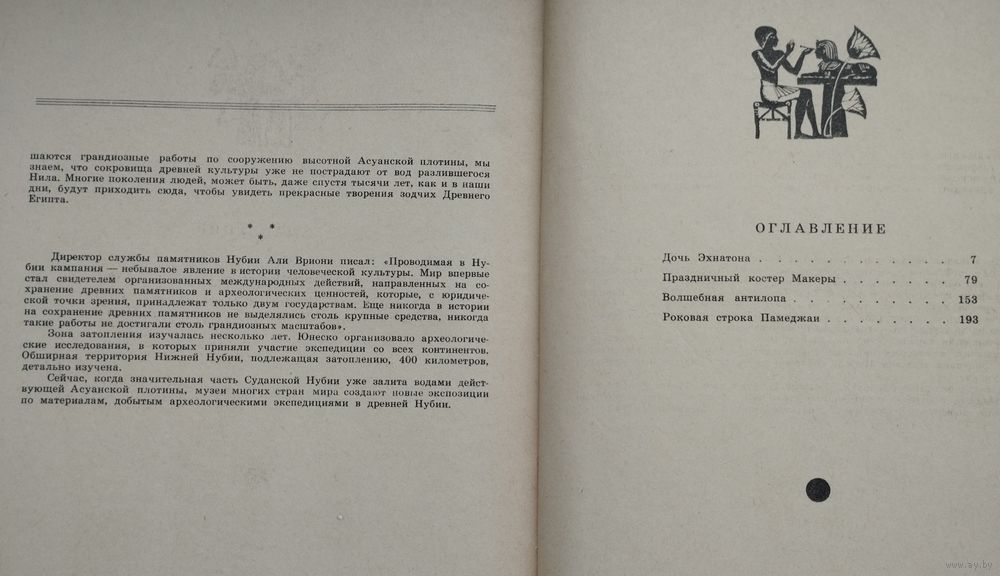 шаются грандиозные работы по сооружению высотной Асуанской плотины, мы
знаем, что сокровища древней культуры уже не пострадают от вод разлившегося
Нила. Многие поколения людей, может быть, даже спустя тысячи лет, как и в наши
дни, будут приходить сюда, чтобы увидеть прекрасные творения зодчих Древнего
Египта.
* *
*
Директор службы памятников Нубии Али Вриони писал: «Проводимая в Ну-
бии кампания — небывалое явление в истории человеческой культуры. Мир впервые
стал свидетелем организованных международных действий, направленных на со-
хранение древних памятников и археологических ценностей, которые, с юридиче-
ской точки зрения, принадлежат только двум государствам. Еще никогда в истории
на сохранение древних памятников не выделялись столь крупные средства, никогда
такие работы не достигали столь грандиозных масштабов».
Зона затопления изучалась несколько лет. Юнеско организовало археологиче-
ские исследования, в которых приняли участие экспедиции со всех континентов.
Обширная территория Нижней Нубии, подлежащая затоплению, 400 километров,
детально изучена.
Сейчас, когда значительная часть Суданской Нубии уже залита водами дейст-
вующей Асуанской плотины, музеи многих стран мира создают новые экспозиции
по материалам, добытым археологическими экспедициями в древней Нубии.
ОГЛАВЛЕНИЕ
Дочь Эхнатона . . . . . . . . . . . . 7
Праздничный костер Макеры . . . . . . . 79
Волшебная антилопа . . . . . . . . . . 153
Роковая строка Памеджаи . . . . . . . . 193
www.ay.by